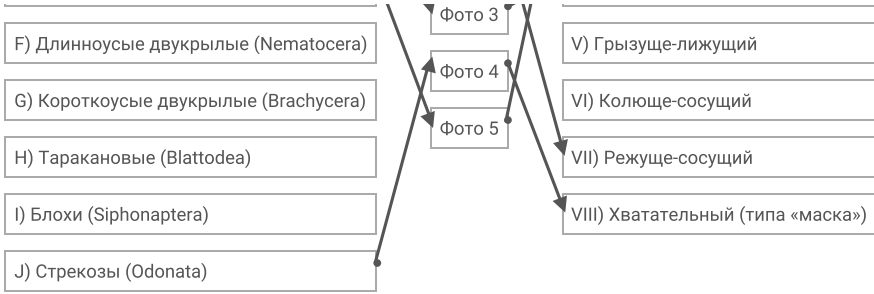 Фото 3
F) Длинноусые двукрылые (Nematocera)
V) Грызуще-лижущий
Фото 4
G) Короткоусые двукрылые (Brachycera)
VI) Колюще-сосущий
Фото 5
H) Таракановые (Blattodea)
VII) Режуще-сосущий
I) Блохи (Siphonaptera)
VIII) Хватательный (типа «маска»)
J) Стрекозы (Odonata)